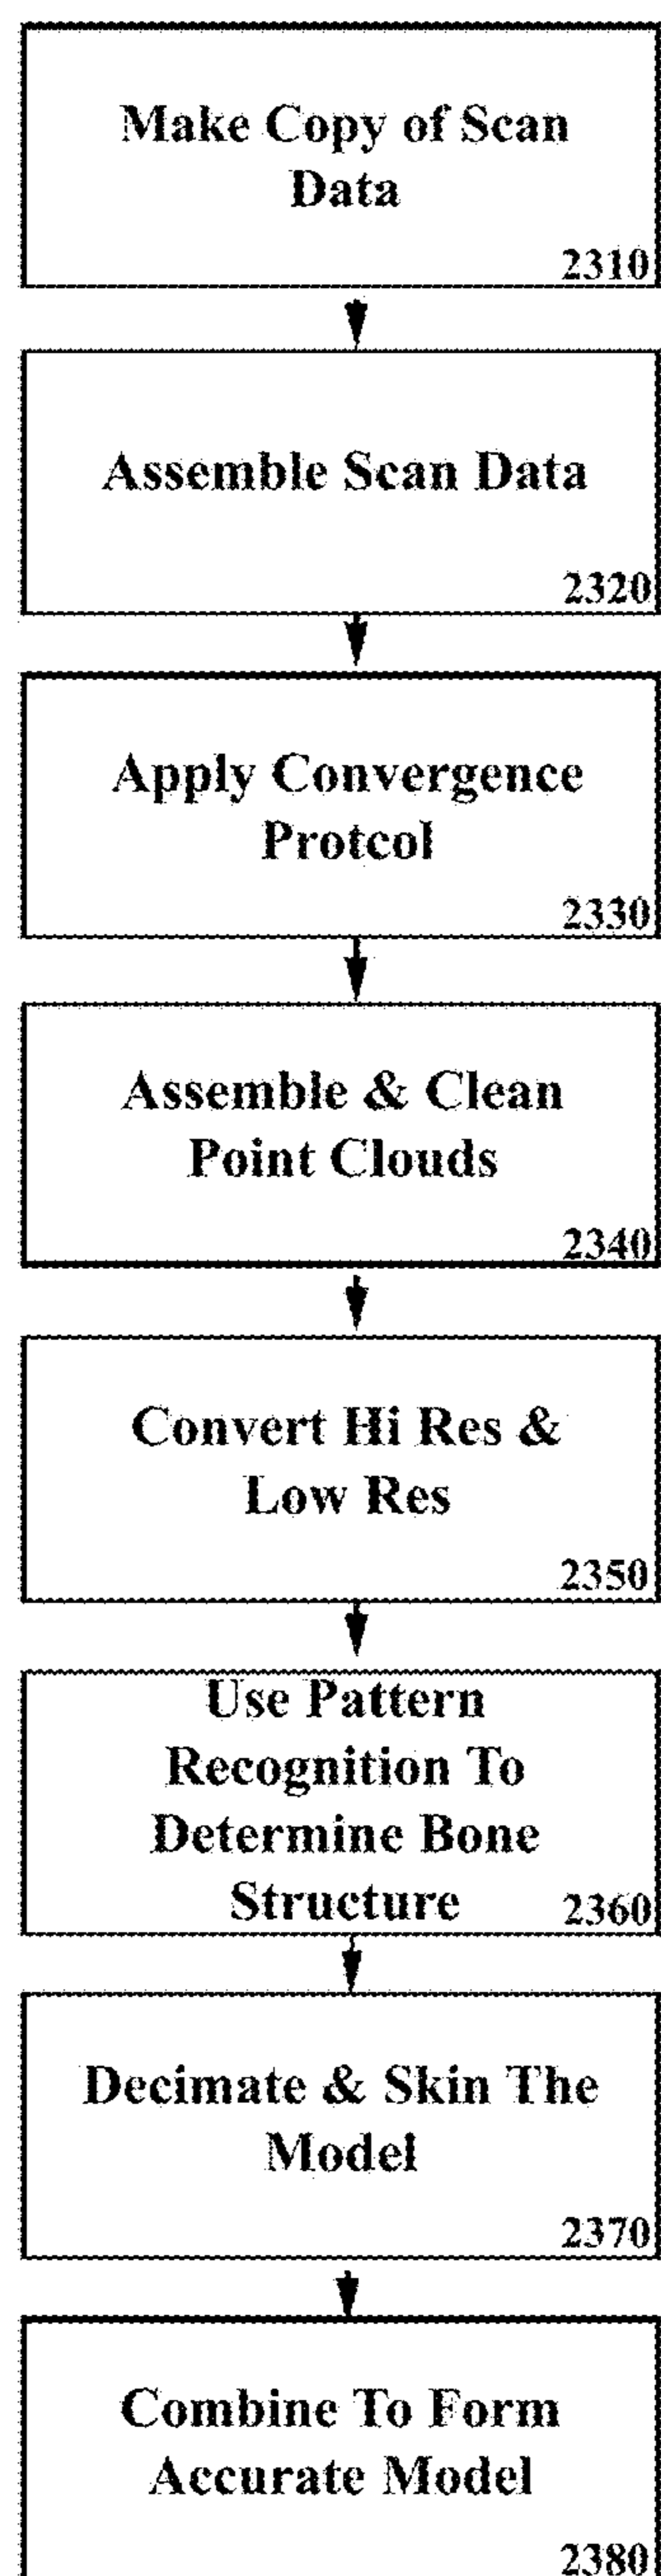 Make Copy of Scan
Data
2310
Assemble Scan Data
2320
Apply Convergence
Protcol
2330
Assemble & Clean
Point Clouds
2340
Convert Hi Res &
Low Res
2350
Use Pattern
Recognition To
Determine Bone
Structure
2360
Decimate & Skin The
Model
2370
Combine To Form
Accurate Model
2380